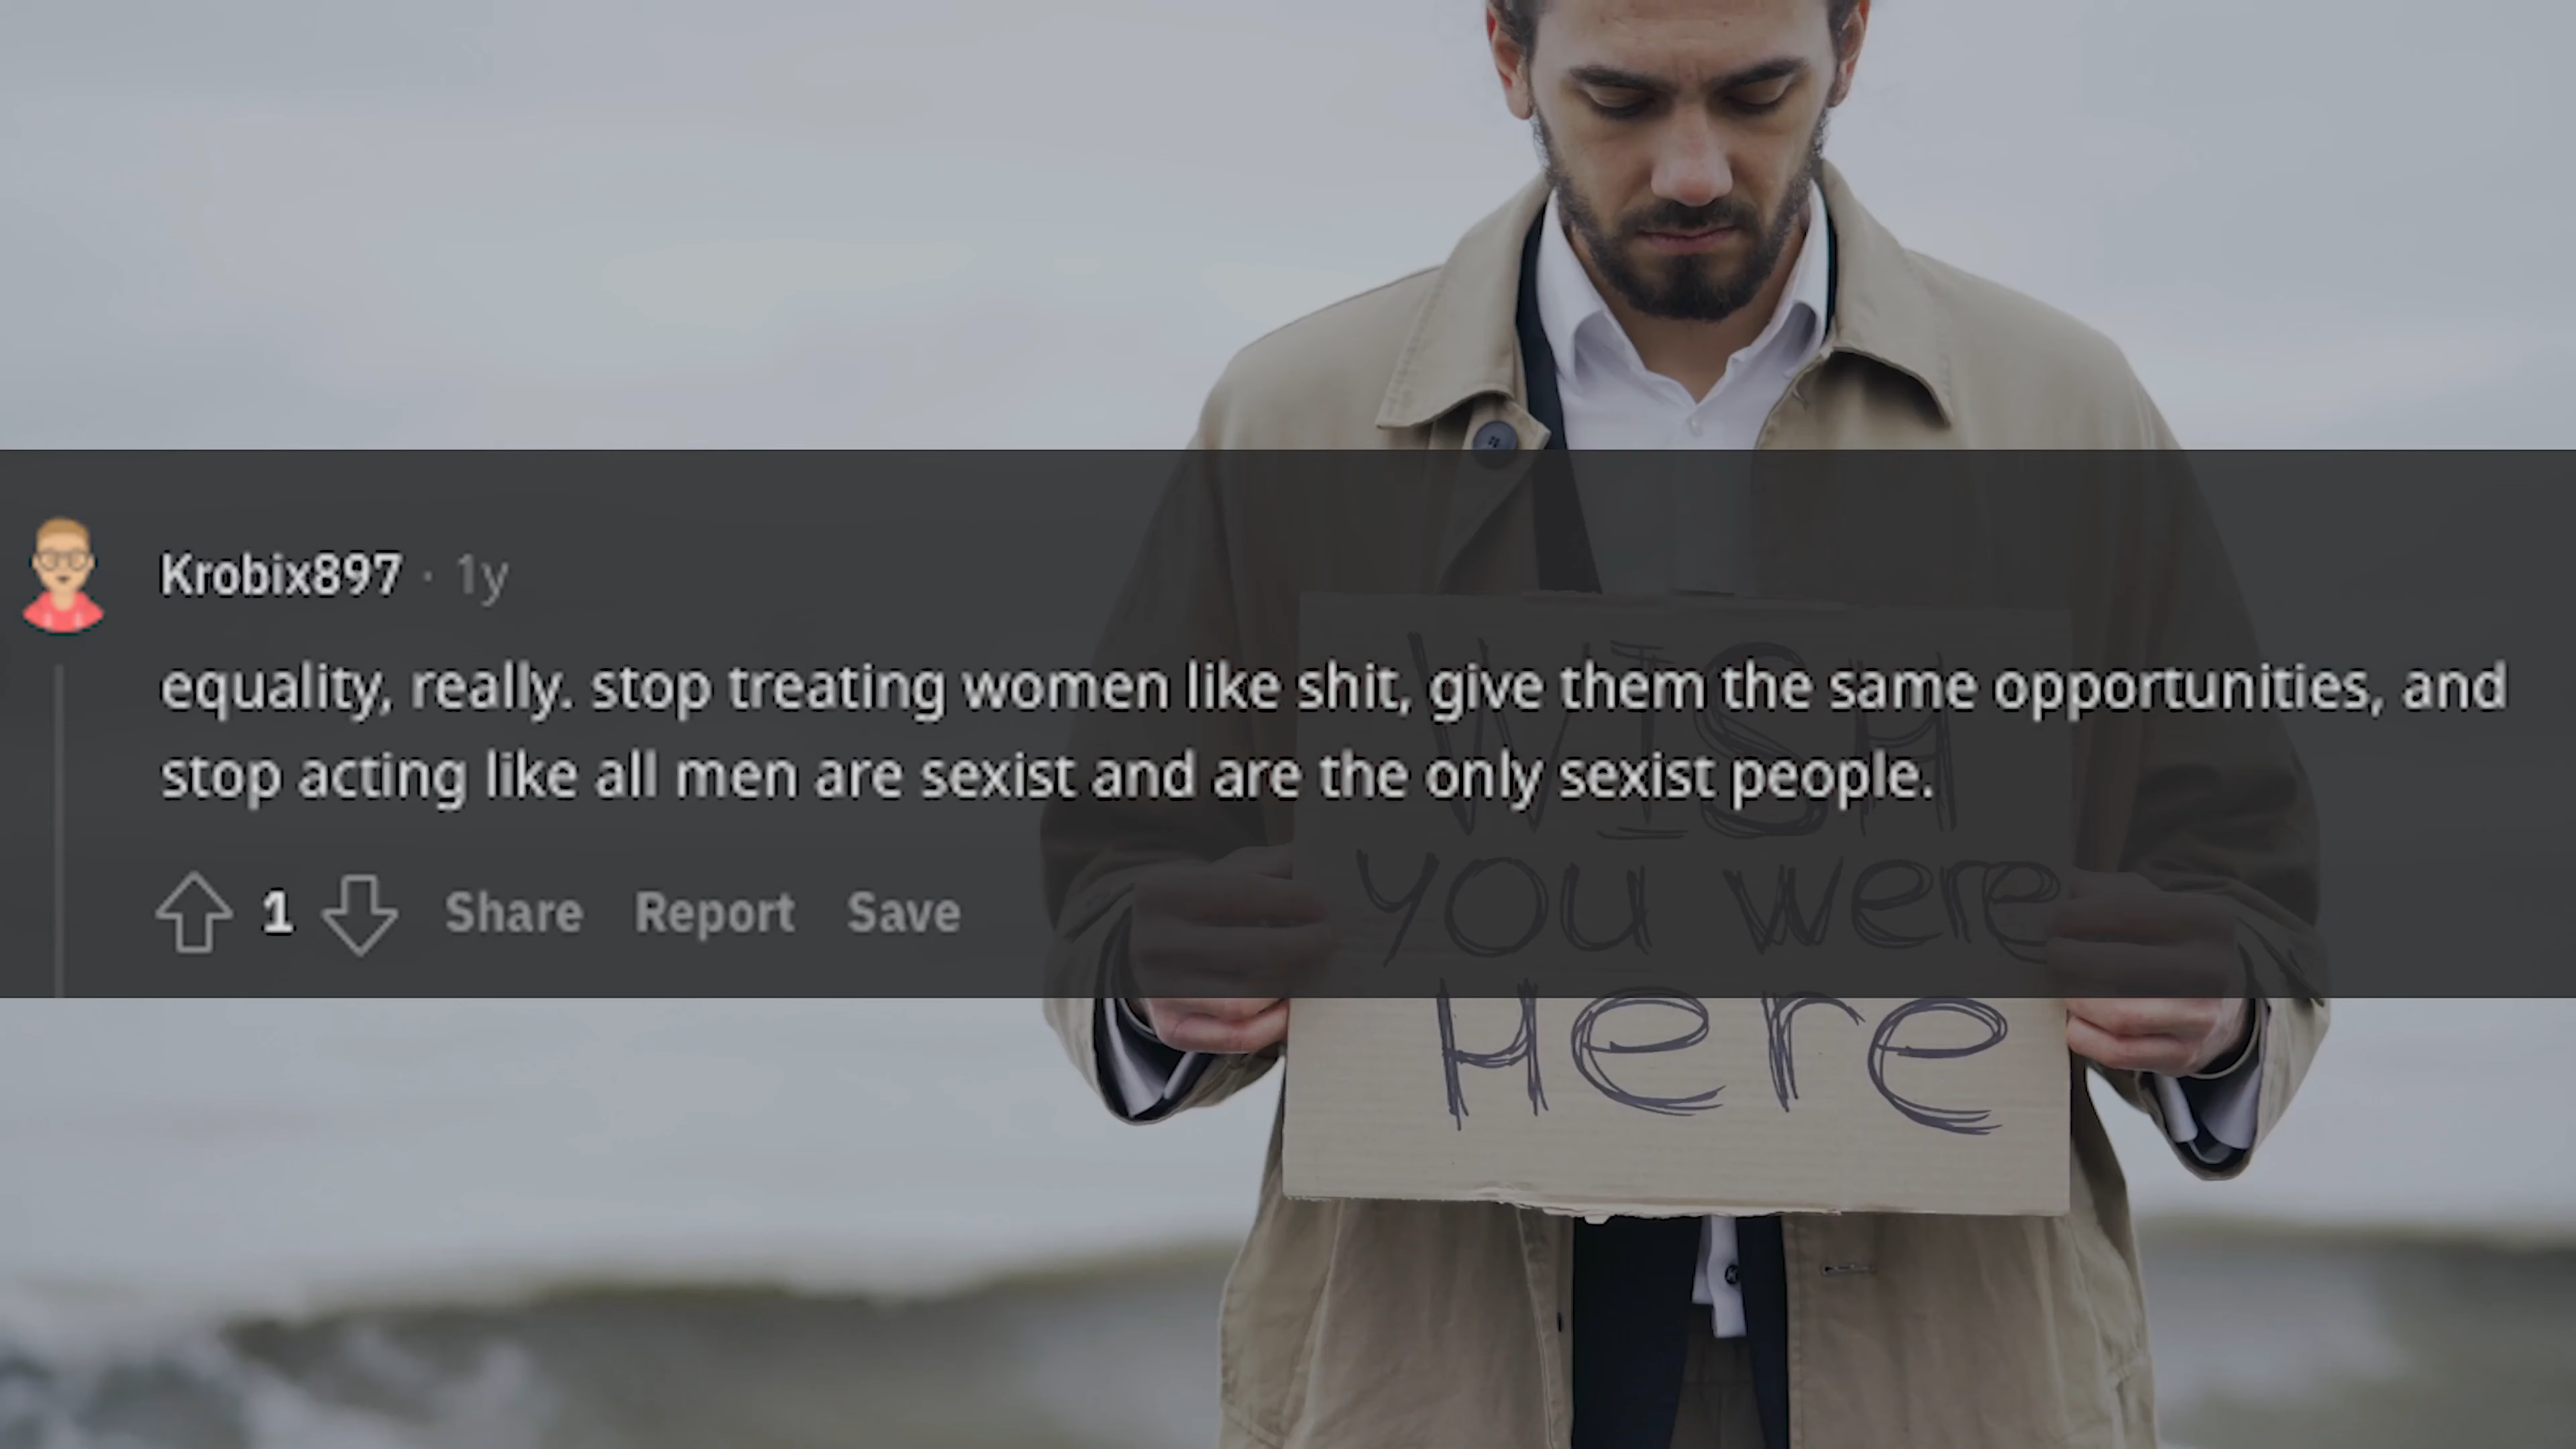 Krobix897 · 1y
equality, really. stop treating women like shit, give them the same opportunities, and
stop acting like all men are sexist and are the only sexist people.
1 Share Report Save
WISH
you were
Here